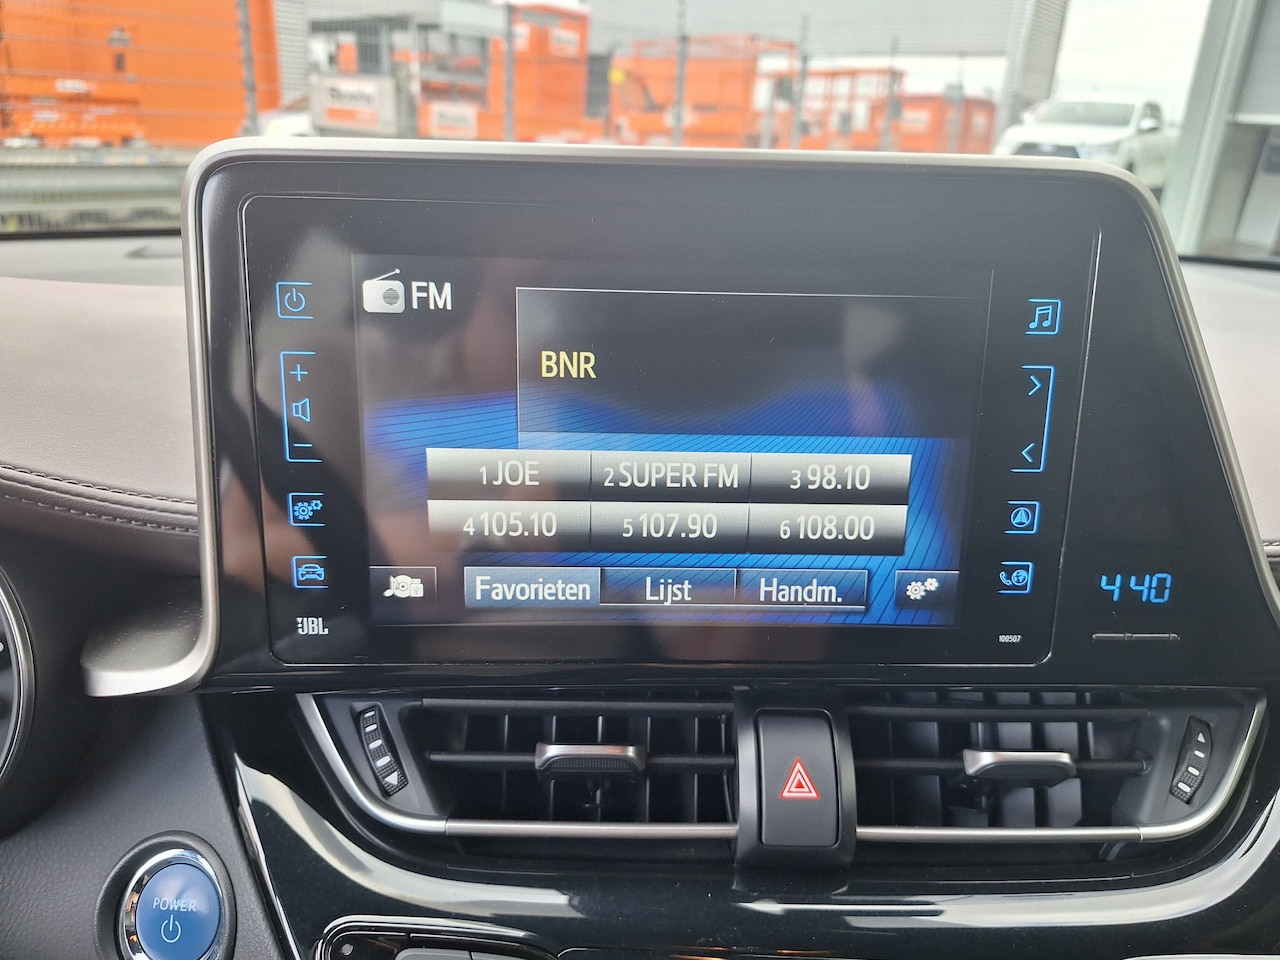 FM
BNR
1 JOE
2 SUPER FM
3 98.10
4 105.10
5 107.90
6 108.00
Favorieten
Lijst
Handm.
JBL
100507
4:40
POWER